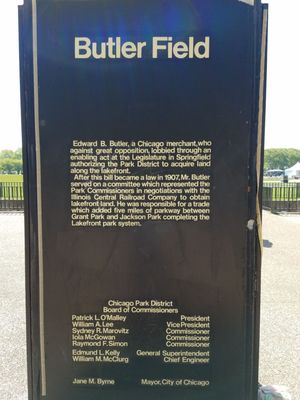 Butler Field
Edward B. Butler, a Chicago merchant, who
against great opposition, lobbied through an
enabling act at the Legislature in Springfield
authorizing the Park District to acquire land
along the lakefront.
After this bill became a law in 1907, Mr. Butler
served on a committee which represented the
Park Commissioners in negotiations with the
Illinois Central Railroad Company to obtain
lakefront land. He was responsible for a trade
which added five miles of parkway between
Grant Park and Jackson Park completing the
Lakefront park system.
Chicago Park District
Board of Commissioners
Patrick L. O'Malley President
William A. Lee Vice President
Sydney R. Marovitz Commissioner
Iola McGowan Commissioner
Raymond F. Simon Commissioner
Edmund L. Kelly General Superintendent
William M. McClurg Chief Engineer
Jane M. Byrne Mayor, City of Chicago